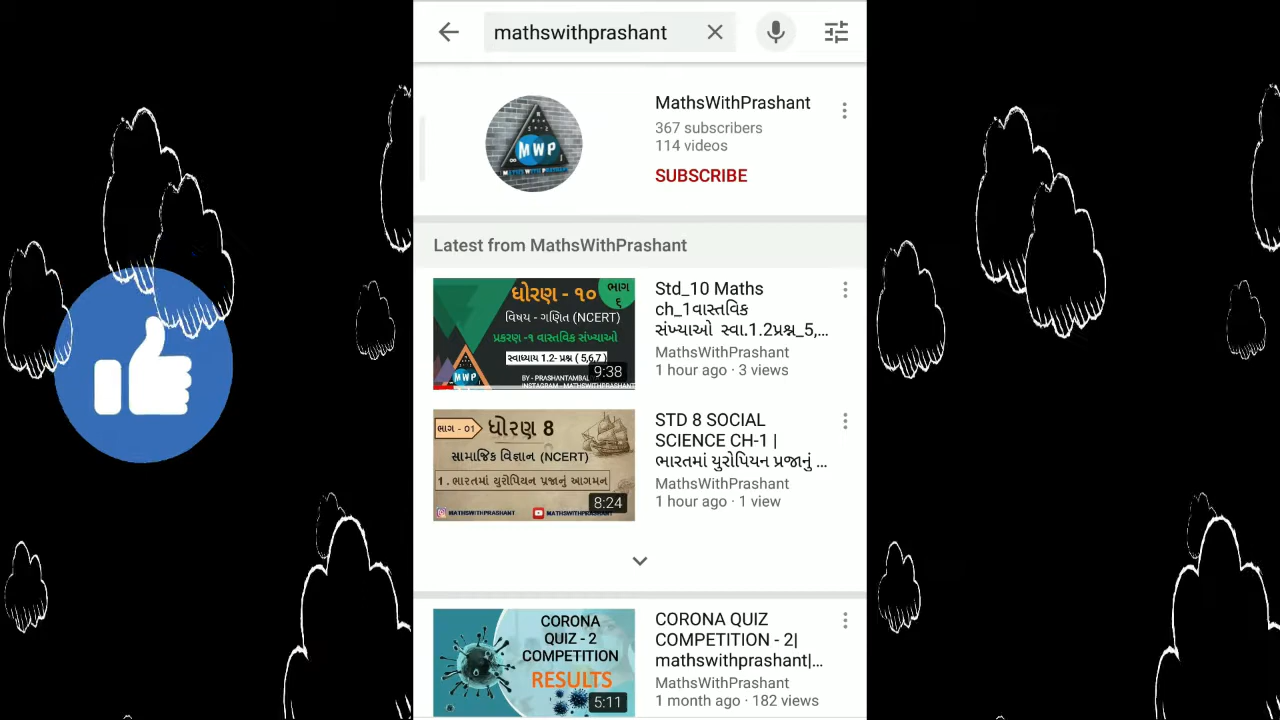 mathswithprashant
MathsWithPrashant
367 subscribers
114 videos
SUBSCRIBE
MWP
Latest from MathsWithPrashant
ધોરણ - ૧૦
ભાગ
૬
વિષય - ગણિત (NCERT)
પ્રકરણ -૧ વાસ્તવિક સંખ્યાઓ
સ્વાધ્યાય 1.2- પ્રશ્ન ( 5,6,7 )
MWP
9:38
Std_10 Maths
ch_1વાસ્તવિક
સંખ્યાઓ સ્વા.1.2પ્રશ્ન_5,...
MathsWithPrashant
1 hour ago · 3 views
ભાગ - 01
ધોરણ 8
સામાજિક વિજ્ઞાન (NCERT)
1 . ભારતમાં યુરોપિયન પ્રજાનું આગમન
8:24
MATHSWITHPRASHANT
MATHSWITHPRASHANT
STD 8 SOCIAL
SCIENCE CH-1 |
ભારતમાં યુરોપિયન પ્રજાનું ...
MathsWithPrashant
1 hour ago · 1 view
CORONA
QUIZ - 2
COMPETITION
RESULTS
5:11
CORONA QUIZ
COMPETITION - 2|
mathswithprashant|...
MathsWithPrashant
1 month ago · 182 views